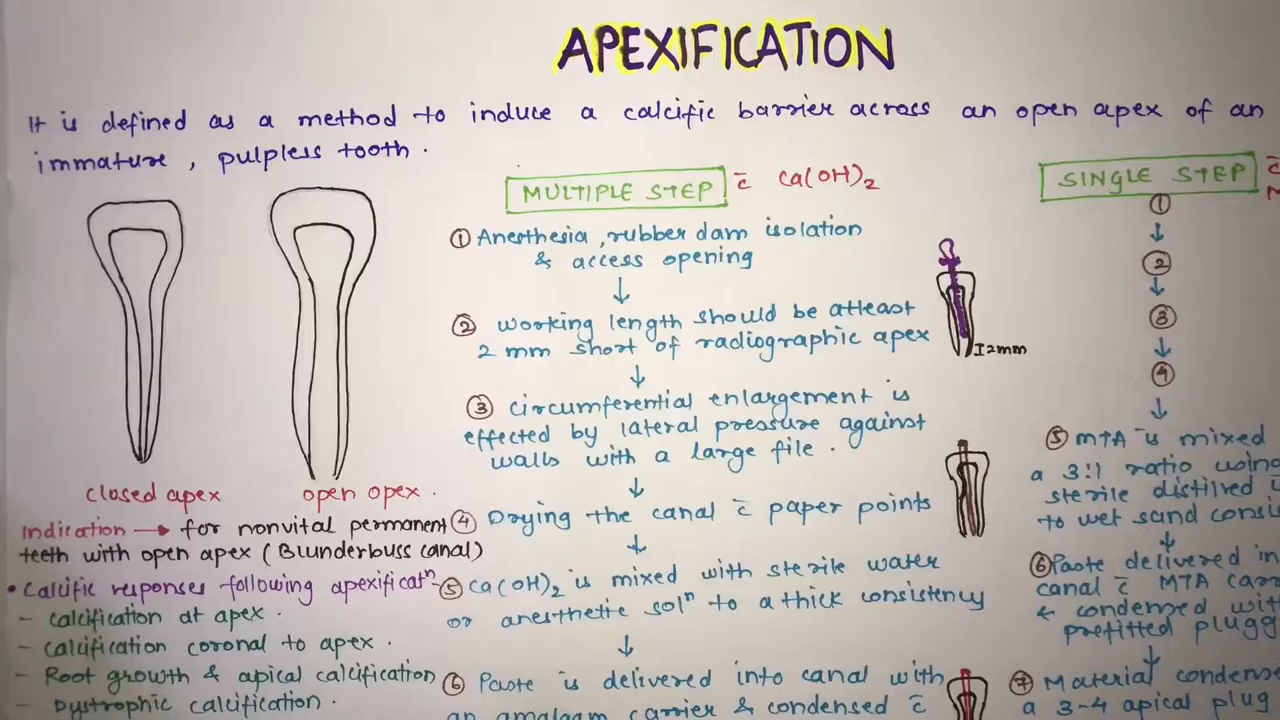 APEXIFICATION
It is defined as a method to induce a calcific barrier across an open apex of an
immature, pulpless tooth.
closed apex
open opex.
Indication → for nonvital permanent
teeth with open apex (Blunderbuss canal)
• Calcific responses following apexificatⁿ
- calcification at apex.
- calcification coronal to apex.
- Root growth & apical calcification
- Dystrophic calcification.
MULTIPLE STEP c̄ Ca(OH)₂
① Anesthesia, rubber dam isolation
& access opening
↓
② working length should be atleast
2 mm short of radiographic apex
↓
③ circumferential enlargement is
effected by lateral pressure against
walls with a large file.
↓
④ Drying the canal c̄ paper points
↓
⑤ Ca(OH)₂ is mixed with sterile water
or anesthetic solⁿ to a thick consistency
↓
⑥ Paste is delivered into canal with
an amalgam carrier & condensed c̄
I2mm
SINGLE STEP c̄
①
↓
②
↓
③
↓
④
↓
⑤ MTA is mixed
a 3:1 ratio using
sterile distilled
to wet sand consis
↓
⑥ Paste delivered in
canal c̄ MTA carr
& condensed with
prefitted plugg
↓
⑦ Material condense
a 3-4 apical plug